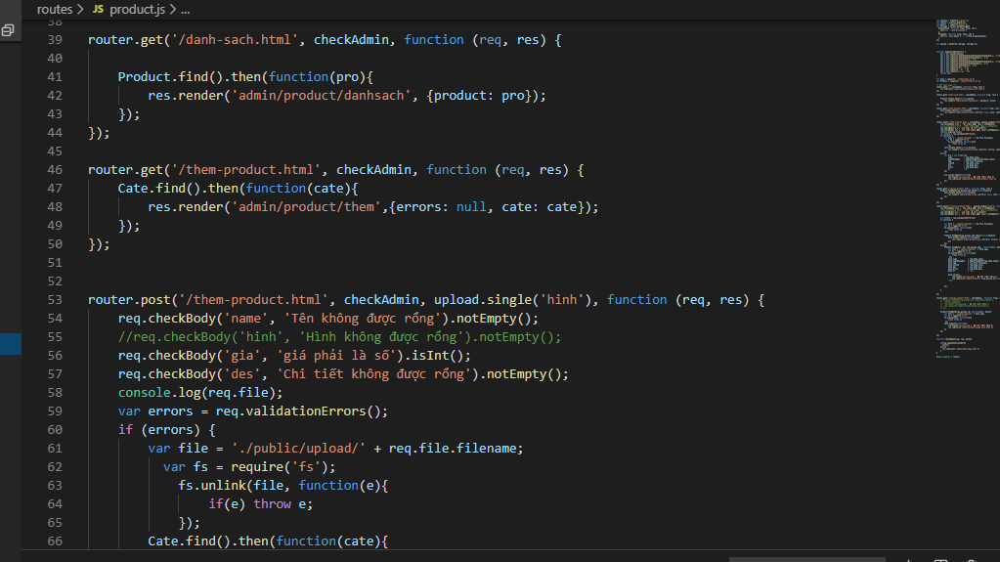 routes > JS product.js > ...
38
39 router.get('/danh-sach.html', checkAdmin, function (req, res) {
40
41 Product.find().then(function(pro){
42 res.render('admin/product/danhsach', {product: pro});
43 });
44 });
45
46 router.get('/them-product.html', checkAdmin, function (req, res) {
47 Cate.find().then(function(cate){
48 res.render('admin/product/them',{errors: null, cate: cate});
49 });
50 });
51
52
53 router.post('/them-product.html', checkAdmin, upload.single('hinh'), function (req, res) {
54 req.checkBody('name', 'Tên không được rổng').notEmpty();
55 //req.checkBody('hinh', 'Hình không được rổng').notEmpty();
56 req.checkBody('gia', 'giá phải là số').isInt();
57 req.checkBody('des', 'Chi tiết không được rổng').notEmpty();
58 console.log(req.file);
59 var errors = req.validationErrors();
60 if (errors) {
61 var file = './public/upload/' + req.file.filename;
62 var fs = require('fs');
63 fs.unlink(file, function(e){
64 if(e) throw e;
65 });
66 Cate.find().then(function(cate){